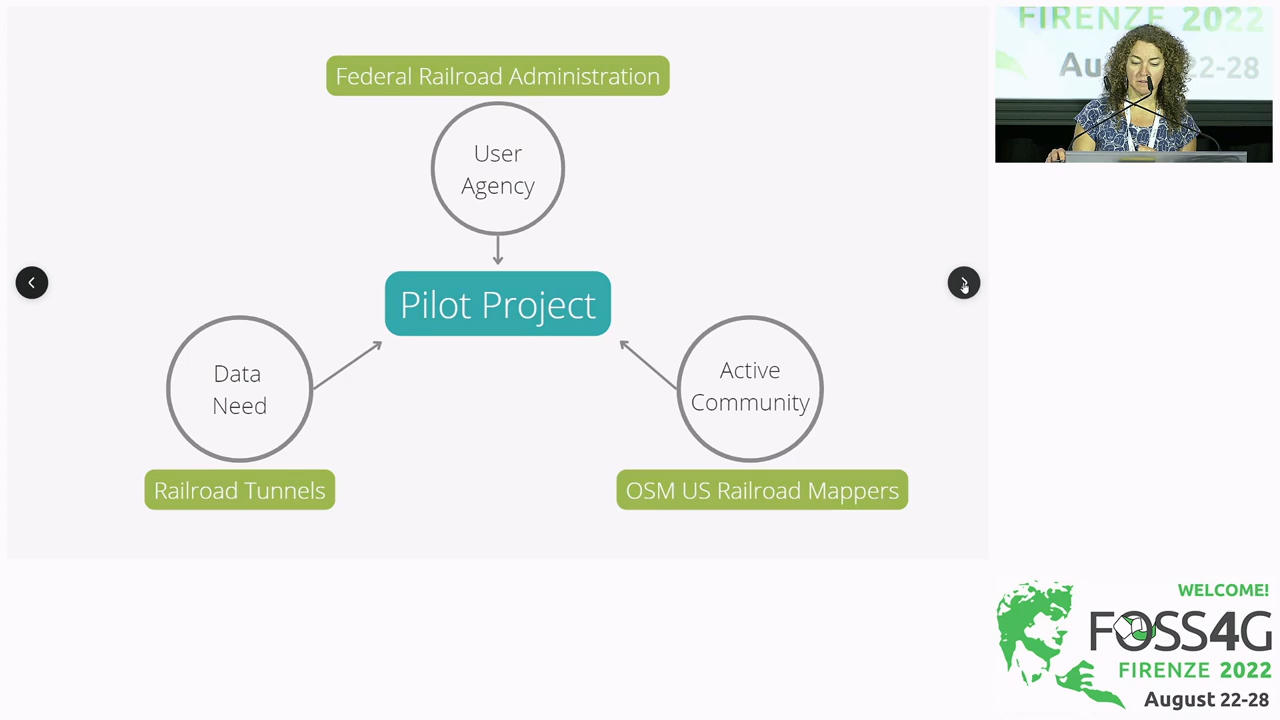 Federal Railroad Administration
User
Agency
Pilot Project
Data
Need
Active
Community
Railroad Tunnels
OSM US Railroad Mappers
FIRENZE 2022
Au 22-28
WELCOME!
FOSS4G
FIRENZE 2022
August 22-28